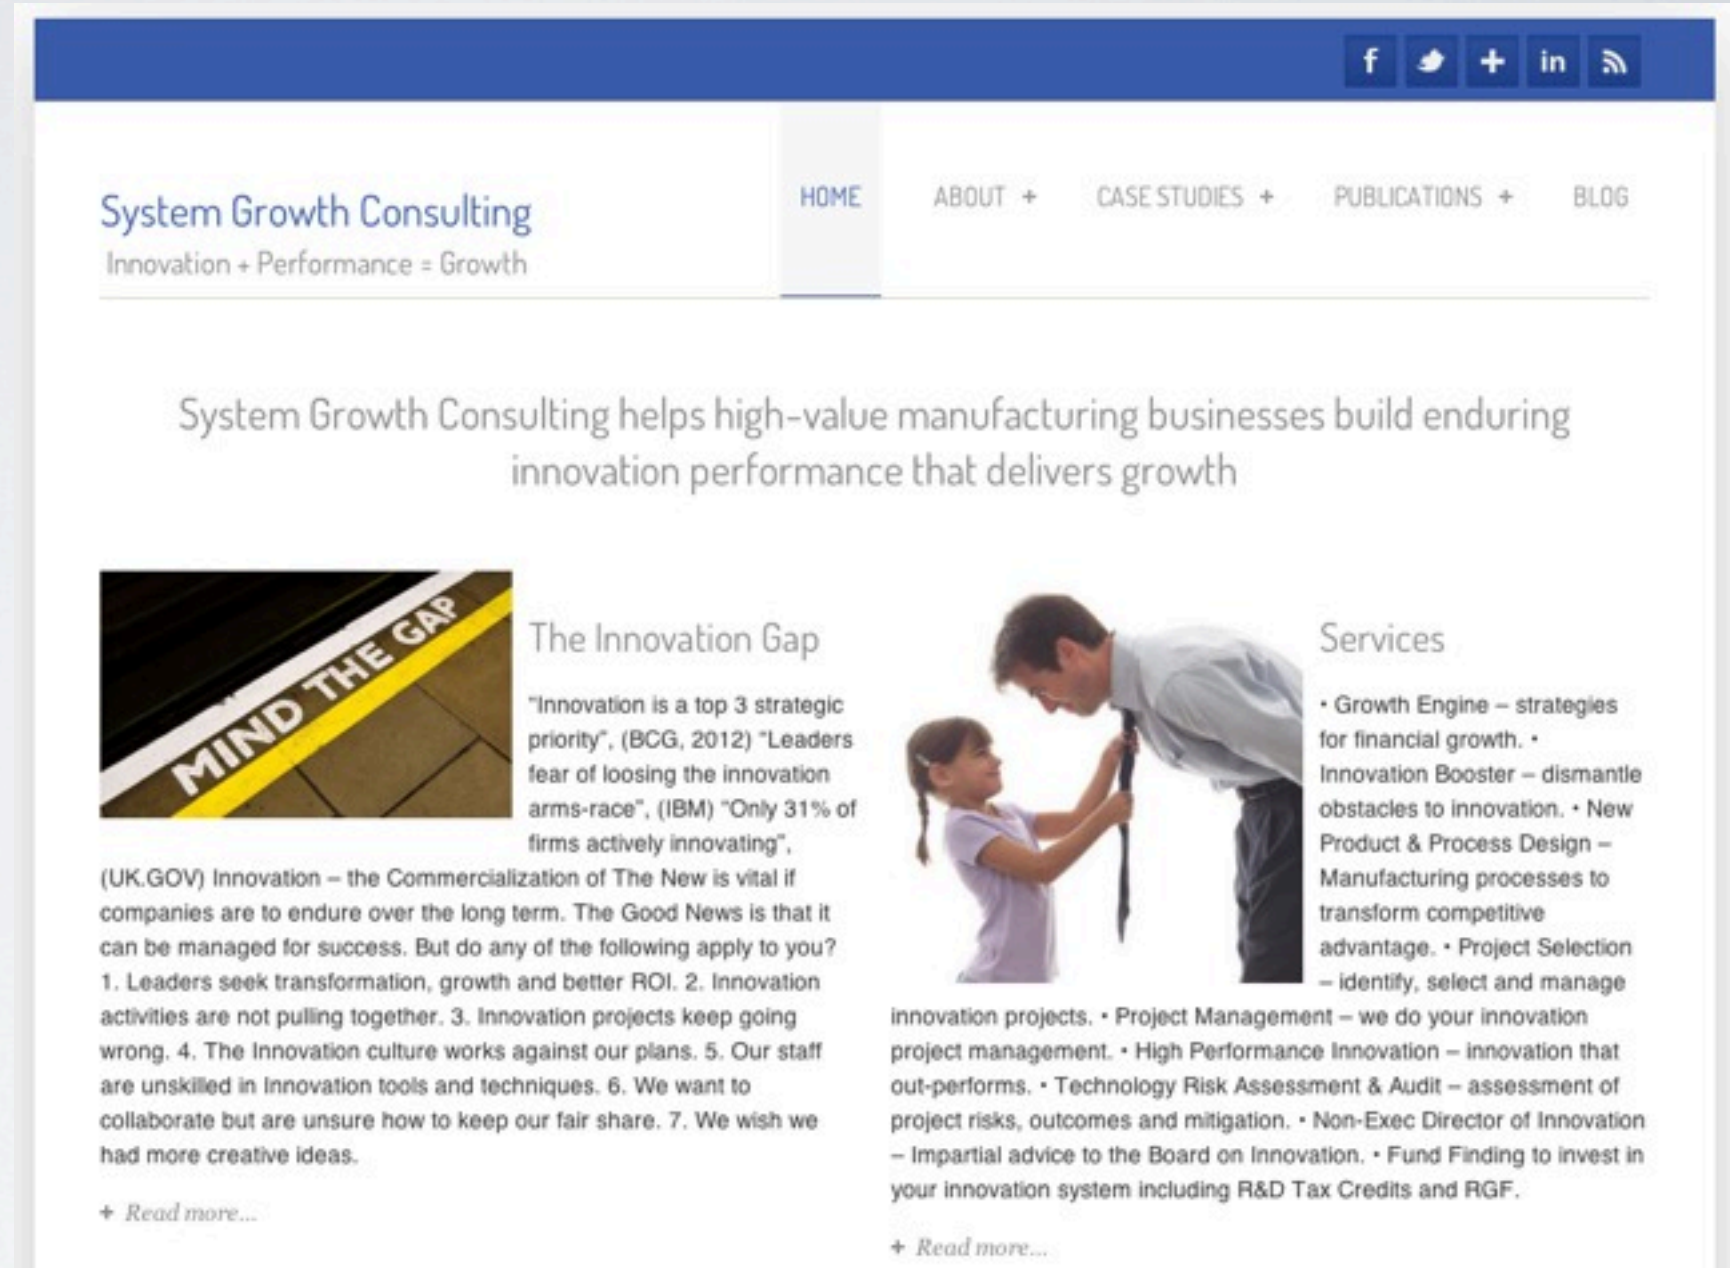 f
in
System Growth Consulting
Innovation + Performance = Growth
HOME
ABOUT +
CASE STUDIES +
PUBLICATIONS +
BLOG
System Growth Consulting helps high-value manufacturing businesses build enduring
innovation performance that delivers growth
MIND THE GAP
The Innovation Gap
"Innovation is a top 3 strategic
priority", (BCG, 2012) "Leaders
fear of loosing the innovation
arms-race", (IBM) "Only 31% of
firms actively innovating",
(UK.GOV) Innovation – the Commercialization of The New is vital if
companies are to endure over the long term. The Good News is that it
can be managed for success. But do any of the following apply to you?
1. Leaders seek transformation, growth and better ROI. 2. Innovation
activities are not pulling together. 3. Innovation projects keep going
wrong. 4. The Innovation culture works against our plans. 5. Our staff
are unskilled in Innovation tools and techniques. 6. We want to
collaborate but are unsure how to keep our fair share. 7. We wish we
had more creative ideas.
+ Read more...
Services
• Growth Engine – strategies
for financial growth. •
Innovation Booster – dismantle
obstacles to innovation. • New
Product & Process Design –
Manufacturing processes to
transform competitive
advantage. • Project Selection
– identify, select and manage
innovation projects. • Project Management – we do your innovation
project management. • High Performance Innovation – innovation that
out-performs. • Technology Risk Assessment & Audit – assessment of
project risks, outcomes and mitigation. • Non-Exec Director of Innovation
– Impartial advice to the Board on Innovation. • Fund Finding to invest in
your innovation system including R&D Tax Credits and RGF.
+ Read more...